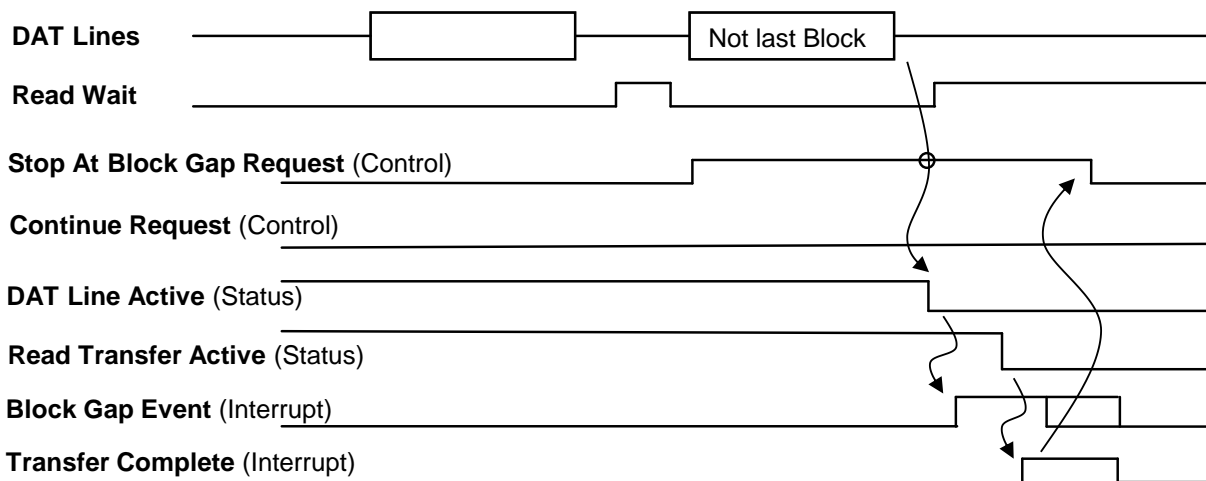 DAT Lines
Not last Block
Read Wait
Stop At Block Gap Request (Control)
Continue Request (Control)
DAT Line Active (Status)
Read Transfer Active (Status)
Block Gap Event (Interrupt)
Transfer Complete (Interrupt)